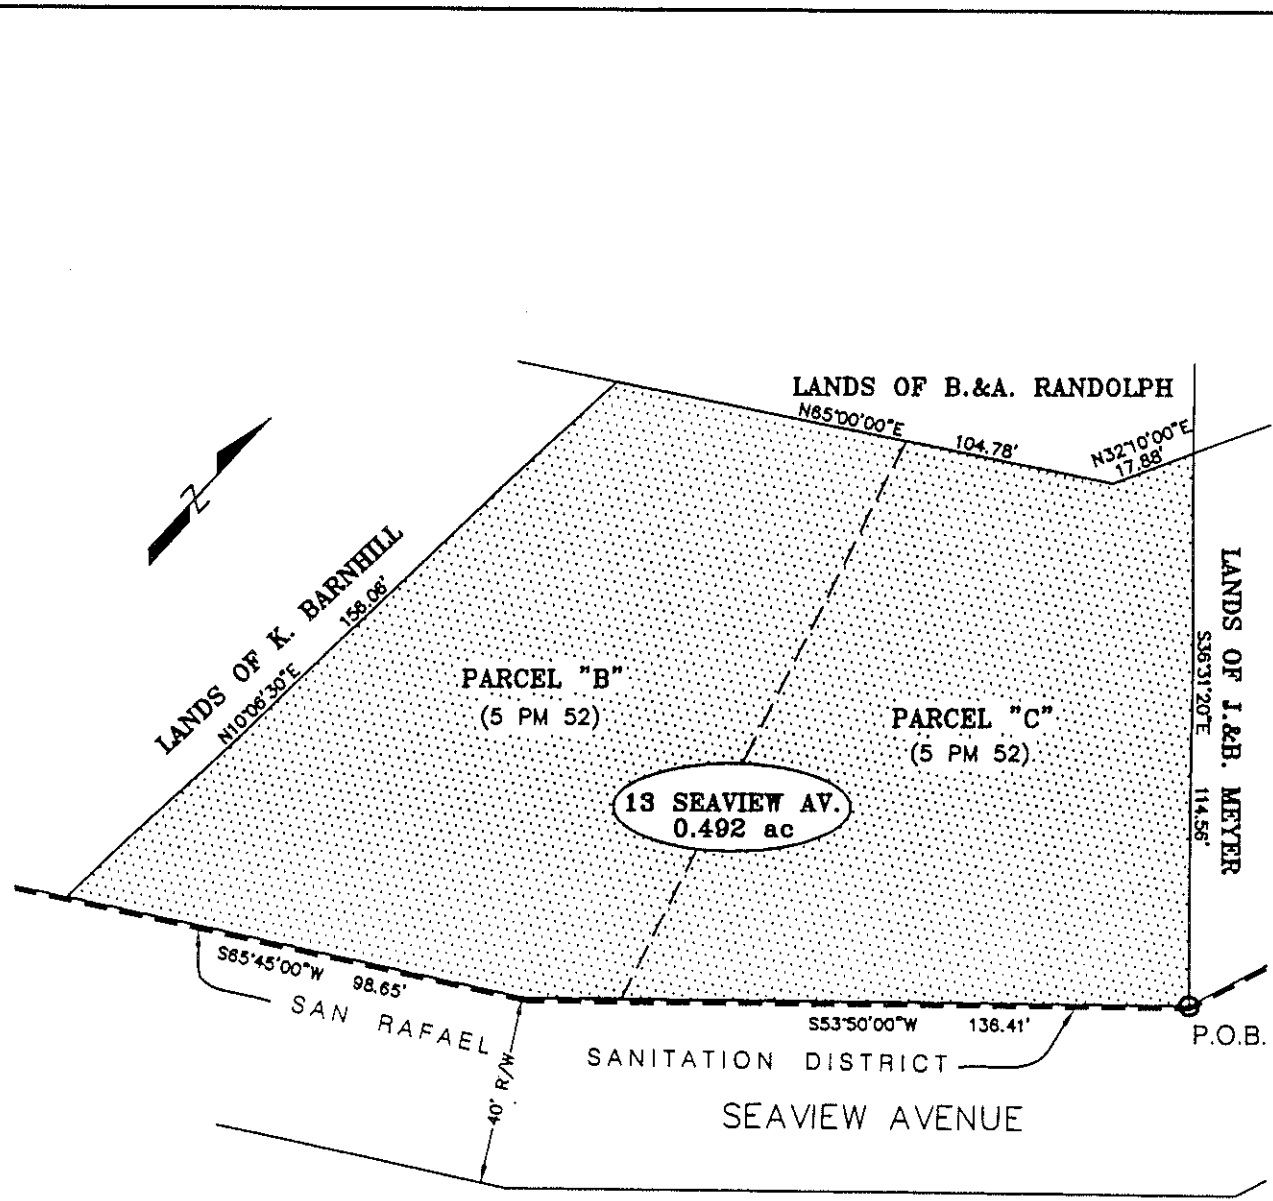 LANDS OF B.&A. RANDOLPH
N65°00'00"E
104.78'
N32°10'00"E
17.88'
Z
LANDS OF K. BARNHILL
N10°06'30"E
LANDS OF J.&B. MEYER
S36°31'20"E
114.56'
PARCEL "B"
(5 PM 52)
PARCEL "C"
(5 PM 52)
13 SEAVIEW AV.
0.492 ac
S65°45'00"W
98.65'
SAN RAFAEL
S53°50'00"W
136.41'
SANITATION DISTRICT
P.O.B.
40' R/W
SEAVIEW AVENUE